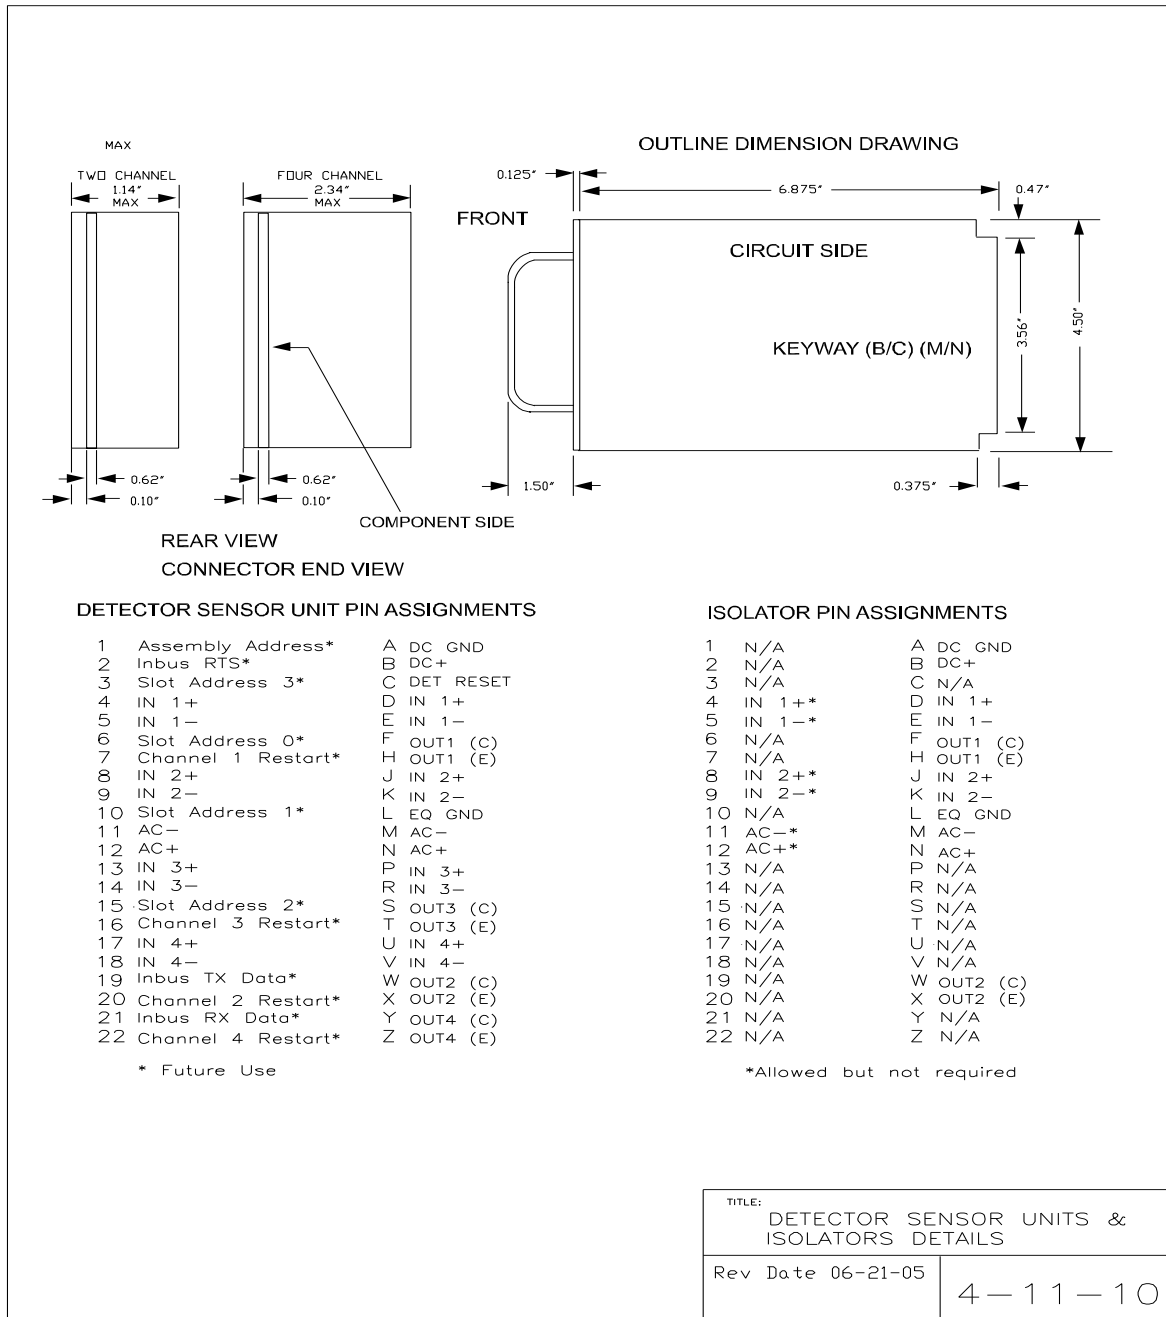 MAX
OUTLINE DIMENSION DRAWING
TWO CHANNEL
1.14"
MAX
FOUR CHANNEL
2.34"
MAX
0.125"
6.875"
0.47"
FRONT
CIRCUIT SIDE
KEYWAY (B/C) (M/N)
3.56"
4.50"
0.62"
0.10"
0.62"
0.10"
1.50"
0.375"
COMPONENT SIDE
REAR VIEW
CONNECTOR END VIEW
DETECTOR SENSOR UNIT PIN ASSIGNMENTS
1 Assembly Address* A DC GND
2 Inbus RTS* B DC+
3 Slot Address 3* C DET RESET
4 IN 1+ D IN 1+
5 IN 1- E IN 1-
6 Slot Address 0* F OUT1 (C)
7 Channel 1 Restart* H OUT1 (E)
8 IN 2+ J IN 2+
9 IN 2- K IN 2-
10 Slot Address 1* L EQ GND
11 AC- M AC-
12 AC+ N AC+
13 IN 3+ P IN 3+
14 IN 3- R IN 3-
15 Slot Address 2* S OUT3 (C)
16 Channel 3 Restart* T OUT3 (E)
17 IN 4+ U IN 4+
18 IN 4- V IN 4-
19 Inbus TX Data* W OUT2 (C)
20 Channel 2 Restart* X OUT2 (E)
21 Inbus RX Data* Y OUT4 (C)
22 Channel 4 Restart* Z OUT4 (E)
* Future Use
ISOLATOR PIN ASSIGNMENTS
1 N/A A DC GND
2 N/A B DC+
3 N/A C N/A
4 IN 1+* D IN 1+
5 IN 1-* E IN 1-
6 N/A F OUT1 (C)
7 N/A H OUT1 (E)
8 IN 2+* J IN 2+
9 IN 2-* K IN 2-
10 N/A L EQ GND
11 AC-* M AC-
12 AC+* N AC+
13 N/A P N/A
14 N/A R N/A
15 N/A S N/A
16 N/A T N/A
17 N/A U N/A
18 N/A V N/A
19 N/A W OUT2 (C)
20 N/A X OUT2 (E)
21 N/A Y N/A
22 N/A Z N/A
*Allowed but not required
TITLE:
DETECTOR SENSOR UNITS &
ISOLATORS DETAILS
Rev Date 06-21-05
4-11-10